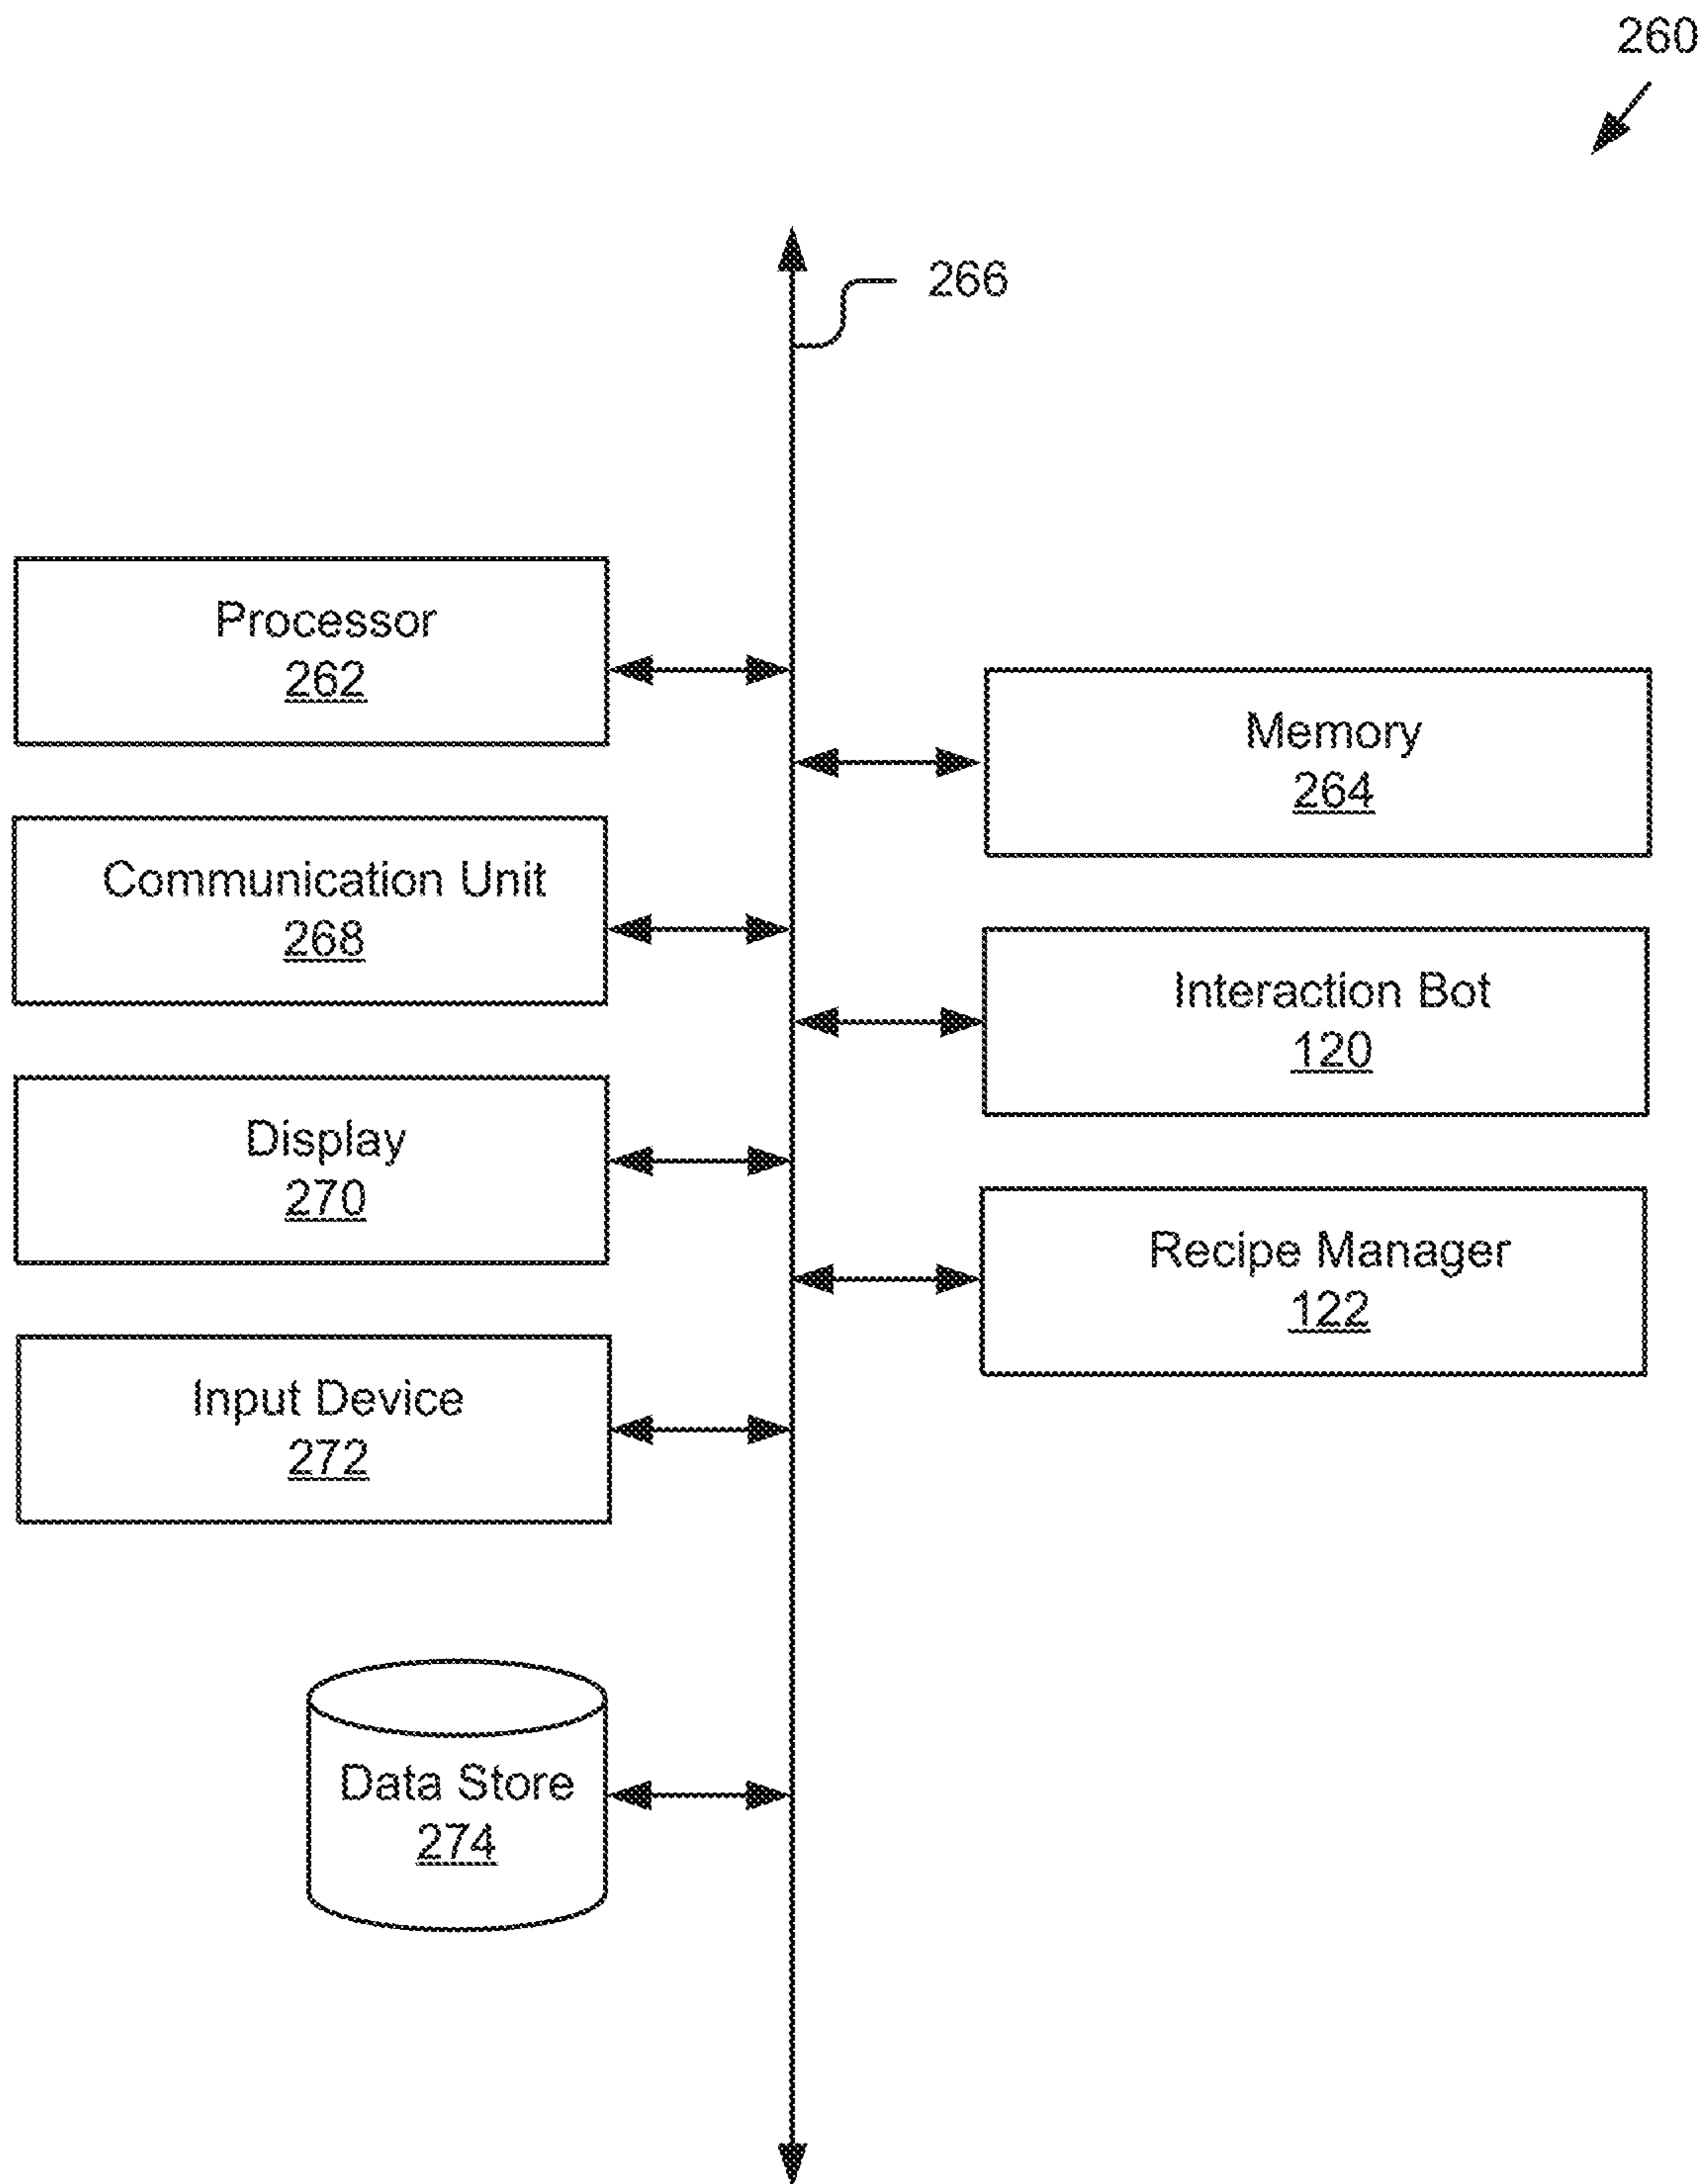 260
266
Processor
262
Memory
264
Communication Unit
268
Interaction Bot
120
Display
270
Recipe Manager
122
Input Device
272
Data Store
274